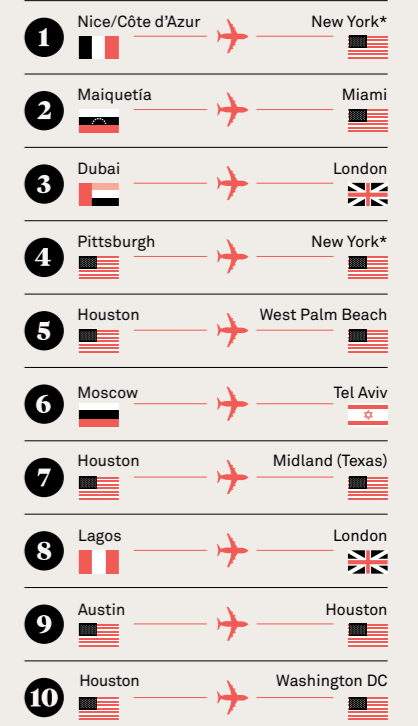 1 Nice/Côte d'Azur New York*
2 Maiquetía Miami
3 Dubai London
4 Pittsburgh New York*
5 Houston West Palm Beach
6 Moscow Tel Aviv
7 Houston Midland (Texas)
8 Lagos London
9 Austin Houston
10 Houston Washington DC